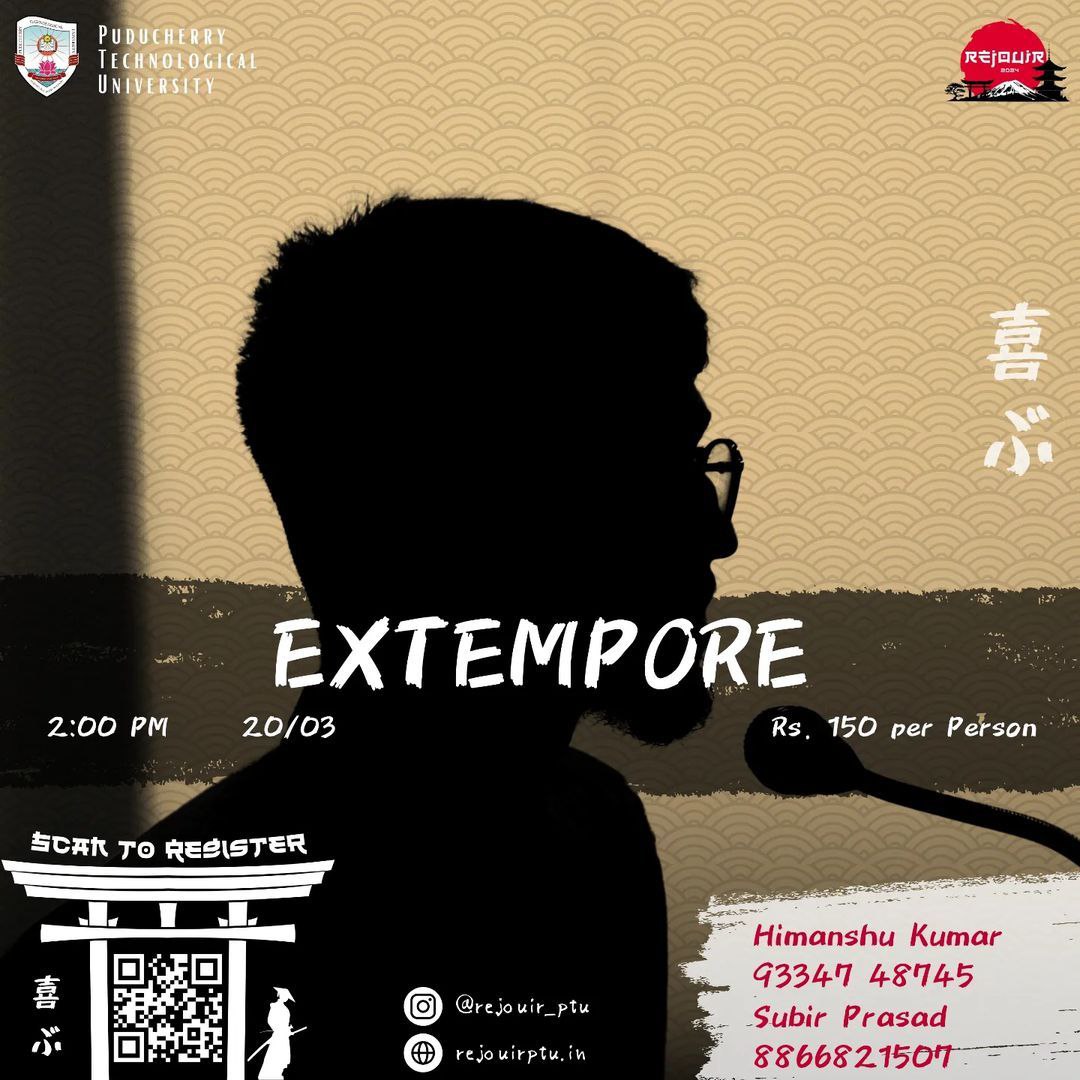 PUDUCHERRY
TECHNOLOGICAL
UNIVERSITY
REJOUIR
2024
喜
ぶ
EXTEMPORE
2:00 PM
20/03
Rs. 150 per Person
SCAN TO REGISTER
喜
ぶ
@rejouir_ptu
rejouirptu.in
Himanshu Kumar
93347 48745
Subir Prasad
8866821507